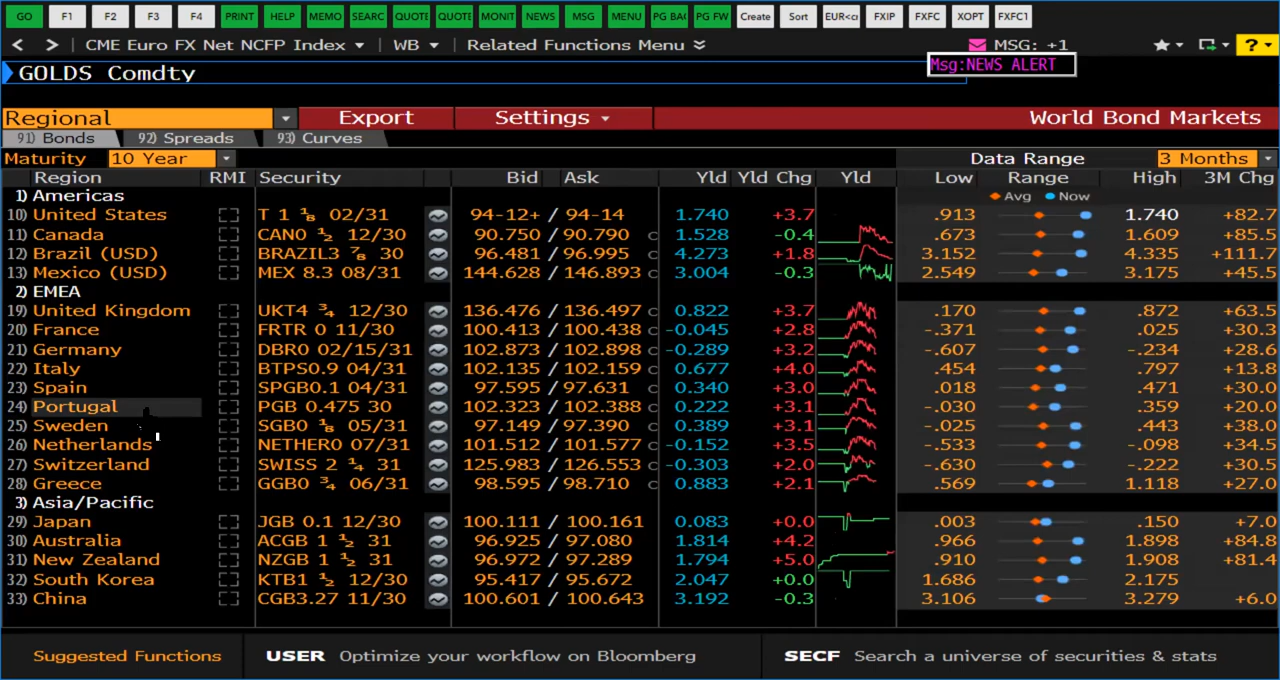 GO F1 F2 F3 F4 PRINT HELP MEMO SEARC QUOTE QUOTE MONIT NEWS MSG MENU PG BAC PG FW Create Sort EUR<cr FXIP FXFC XOPT FXFC1
< > CME Euro FX Net NCFP Index WB Related Functions Menu MSG: +1 ?
GOLDS Comdty Msg:NEWS ALERT
Regional Export Settings World Bond Markets
91) Bonds 92) Spreads 93) Curves
Maturity 10 Year Data Range 3 Months
Region RMI Security Bid Ask Yld Yld Chg Yld Low Range High 3M Chg
1) Americas Avg Now
10) United States T 1 ⅛ 02/31 94-12+ / 94-14 1.740 +3.7 .913 1.740 +82.7
11) Canada CAN0 ½ 12/30 90.750 / 90.790 c 1.528 -0.4 .673 1.609 +85.5
12) Brazil (USD) BRAZIL3 ⅞ 30 96.481 / 96.995 c 4.273 +1.8 3.152 4.335 +111.7
13) Mexico (USD) MEX 8.3 08/31 144.628 / 146.893 c 3.004 -0.3 2.549 3.175 +45.5
2) EMEA
19) United Kingdom UKT4 ¾ 12/30 136.476 / 136.497 c 0.822 +3.7 .170 .872 +63.5
20) France FRTR 0 11/30 100.413 / 100.438 c -0.045 +2.8 -.371 .025 +30.3
21) Germany DBR0 02/15/31 102.873 / 102.898 c -0.289 +3.2 -.607 -.234 +28.6
22) Italy BTPS0.9 04/31 102.135 / 102.159 c 0.677 +4.0 .454 .797 +13.8
23) Spain SPGB0.1 04/31 97.595 / 97.631 c 0.340 +3.0 .018 .471 +30.0
24) Portugal PGB 0.475 30 102.323 / 102.388 c 0.222 +3.1 -.030 .359 +20.0
25) Sweden SGB0 ⅛ 05/31 97.149 / 97.390 c 0.389 +3.1 -.025 .443 +38.0
26) Netherlands NETHER0 07/31 101.512 / 101.577 c -0.152 +3.5 -.533 -.098 +34.5
27) Switzerland SWISS 2 ¼ 31 125.983 / 126.553 c -0.303 +2.0 -.630 -.222 +30.5
28) Greece GGB0 ¾ 06/31 98.595 / 98.710 c 0.883 +2.1 .569 1.118 +27.0
3) Asia/Pacific
29) Japan JGB 0.1 12/30 100.111 / 100.161 0.083 +0.0 .003 .150 +7.0
30) Australia ACGB 1 ½ 31 96.925 / 97.080 1.814 +4.2 .966 1.898 +84.8
31) New Zealand NZGB 1 ½ 31 96.972 / 97.289 1.794 +5.0 .910 1.908 +81.4
32) South Korea KTB1 ½ 12/30 95.417 / 95.672 2.047 +0.0 1.686 2.175
33) China CGB3.27 11/30 100.601 / 100.643 3.192 -0.3 3.106 3.279 +6.0
Suggested Functions USER Optimize your workflow on Bloomberg SECF Search a universe of securities & stats